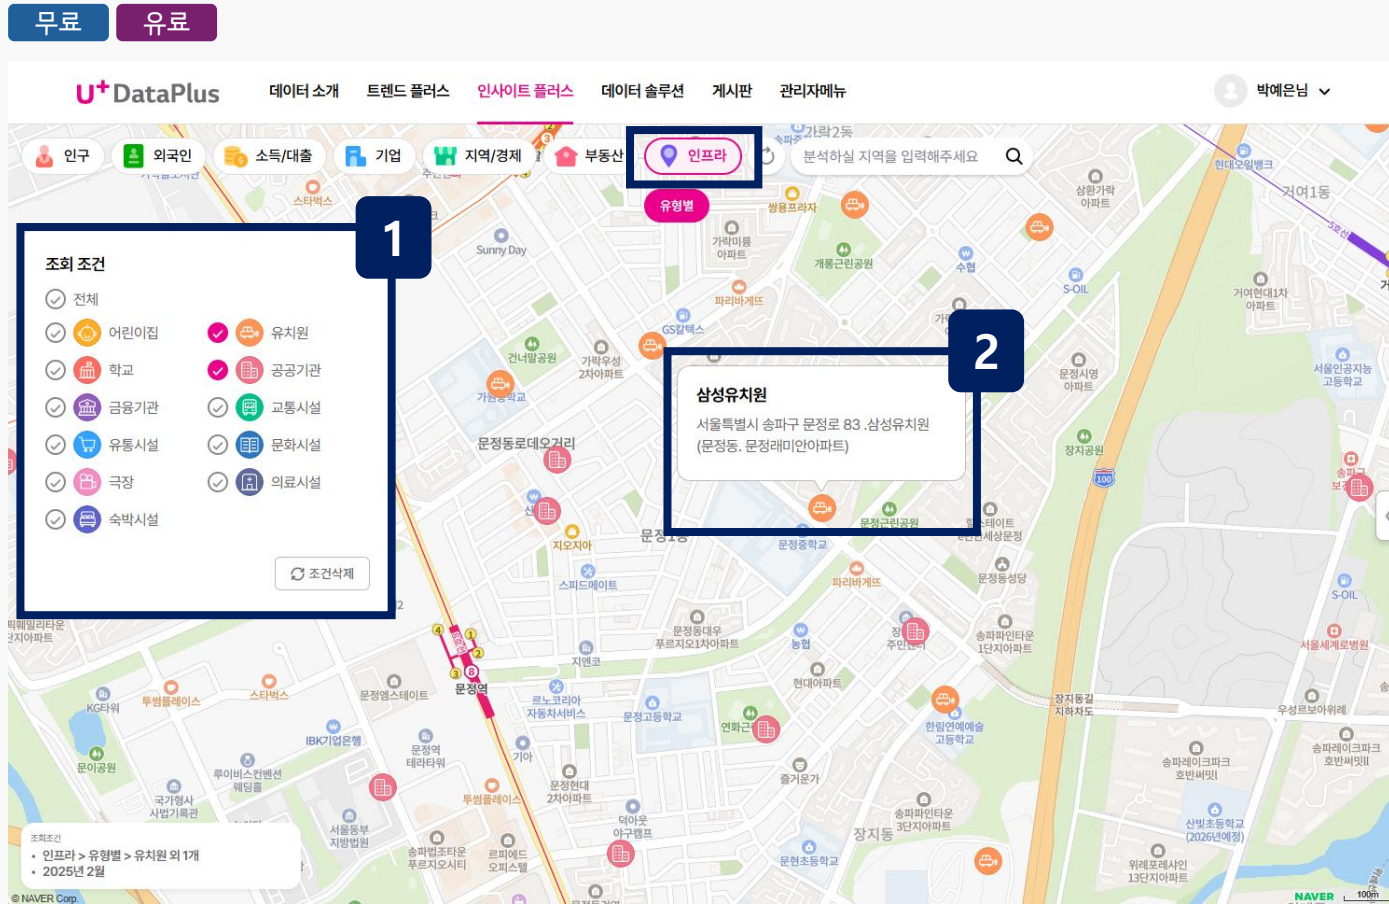 무료 유료
U+ DataPlus 데이터 소개 트렌드 플러스 인사이트 플러스 데이터 솔루션 게시판 관리자메뉴 박예은님
인구 외국인 소득/대출 기업 지역/경제 부동산 인프라 분석하실 지역을 입력해주세요
유형별
1
조회 조건
전체
어린이집 유치원
학교 공공기관
금융기관 교통시설
유통시설 문화시설
극장 의료시설
숙박시설
조건삭제
2
삼성유치원
서울특별시 송파구 문정로 83 .삼성유치원
(문정동. 문정래미안아파트)
가락2동
현대오일뱅크
거여1동
5호선
스타벅스
쌍용프라자
삼환가락
아파트
Sunny Day
가락미륭
아파트
개롱근린공원
수협
S-OIL
거여현대1차
아파트
파리바게뜨
GS칼텍스
건너말공원
가락우성
2차아파트
문정시영
아파트
서울인공지능
고등학교
문정동로데오거리
장지공원
100
지오지아
문정중학교
문정근린공원
스피드메이트
파리바게뜨
문정동성당
S-OIL
문정동대우
푸르지오1차아파트
농협
송파파인타운
1단지아파트
서울세계로병원
4 1 2 3 8
문정역
지엔코
현대아파트
KG타워
투썸플레이스
스타벅스
문정엠스테이트
르노코리아
자동차서비스
문정고등학교
한림연예예술
고등학교
장지동길
지하차도
우성르보아위례
IBK기업은행
문정역
테라타워
기아
문이공원
루이비스컨벤션
웨딩홀
즐거운가
송파레이크파크
호반써밋I
송파레이크파크
호반써밋II
국가형사
사법기록관
투썸플레이스
문정현대
2차아파트
덕아웃
야구캠프
장지동
송파파인타운
3단지아파트
산빛초등학교
(2026년예정)
서울동부
지방법원
송파법조타운
푸르지오시티
르피에드
오피스텔
문현초등학교
위례포레샤인
13단지아파트
조회조건
• 인프라 > 유형별 > 유치원 외 1개
• 2025년 2월
© NAVER Corp.
NAVER 100m